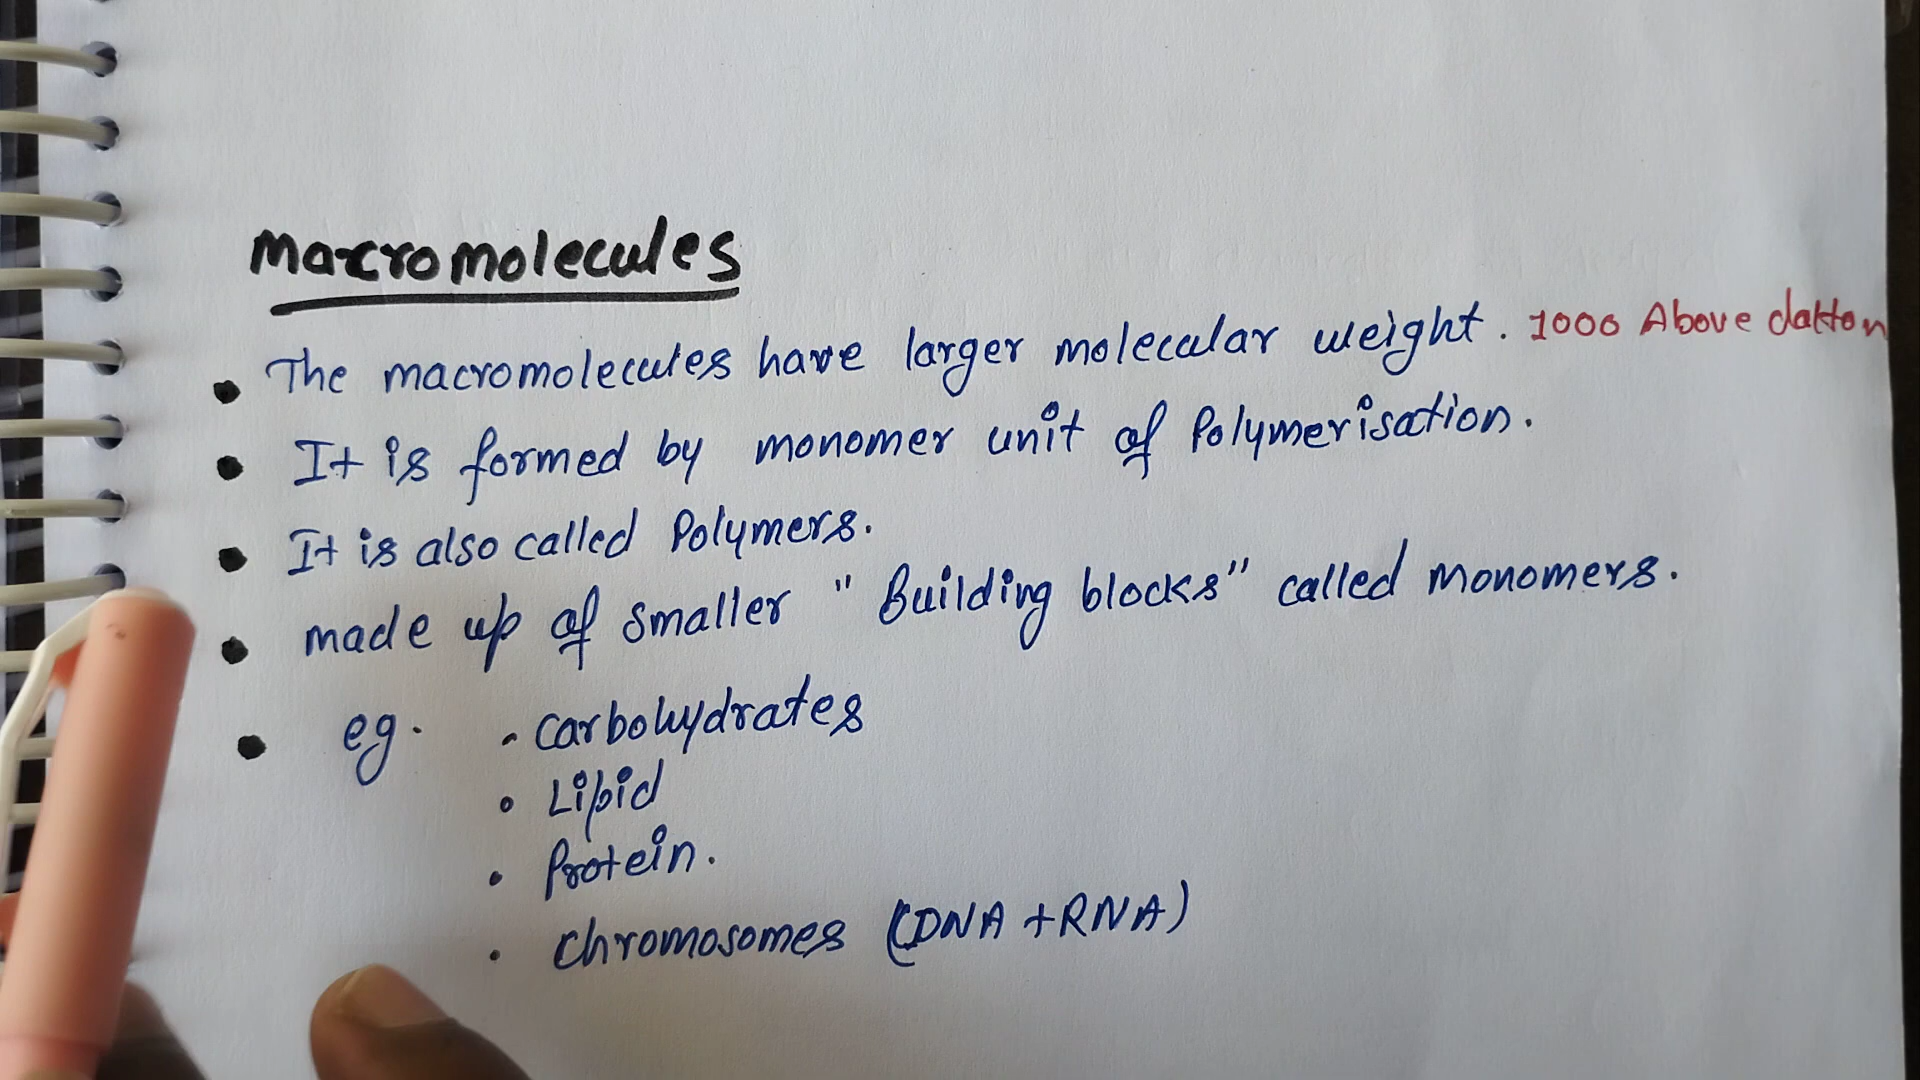 Macromolecules
• The macromolecules have larger molecular weight. 1000 Above dalton
• It is formed by monomer unit of Polymerisation.
• It is also called Polymers.
• made up of smaller "Building blocks" called monomers.
• eg. • carbohydrates
• Lipid
• Protein.
• chromosomes (DNA + RNA)